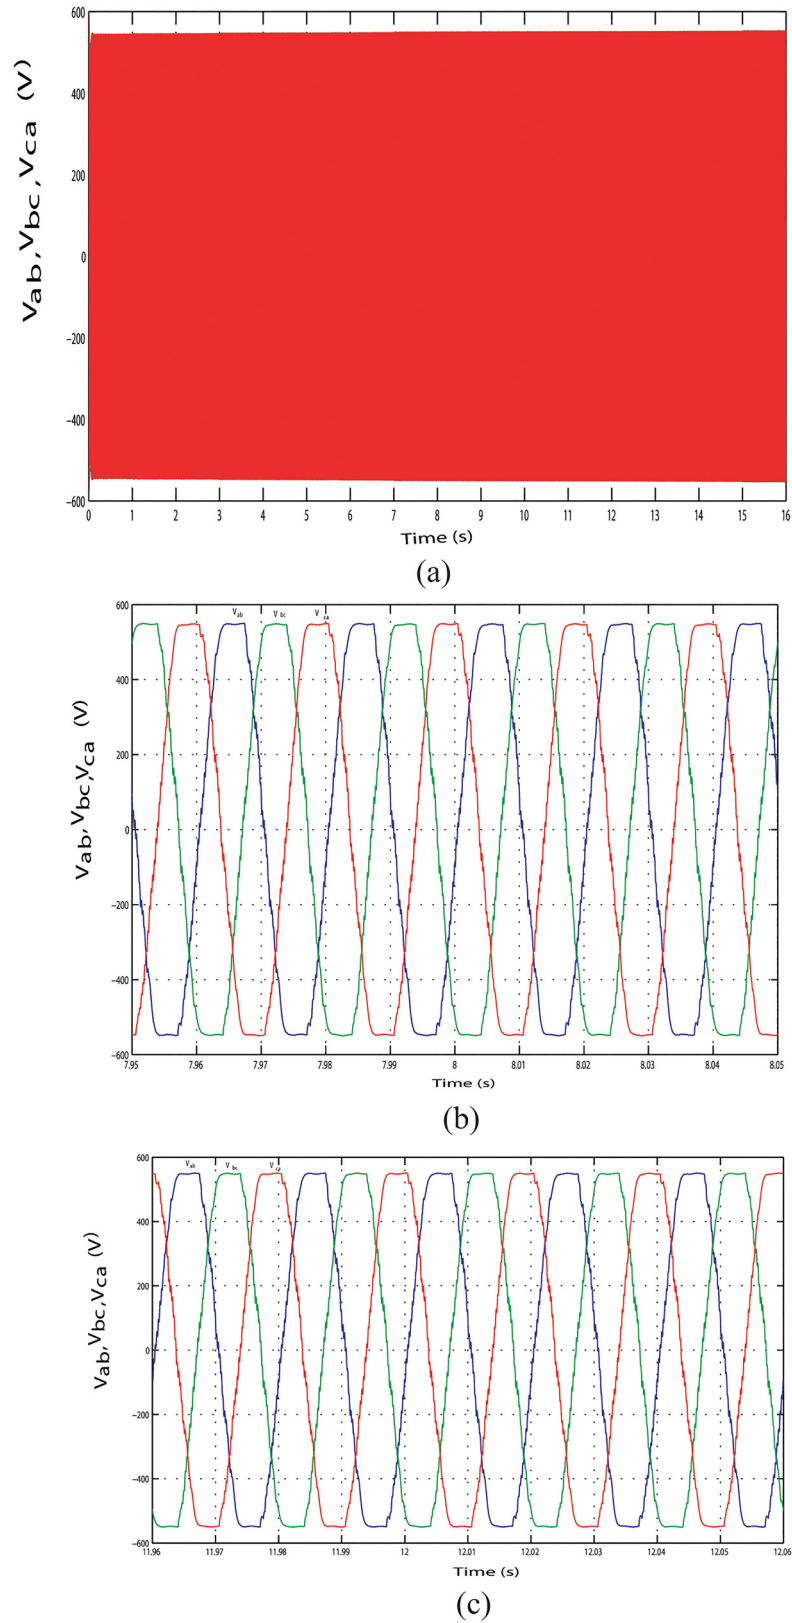 600
400
200
0
−200
−400
−600
Vab,Vbc,Vca (V)
0 1 2 3 4 5 6 7 8 9 10 11 12 13 14 15 16
Time (s)
(a)
Vab Vbc Vca
600
400
200
0
−200
−400
−600
Vab,Vbc,Vca (V)
7.95 7.96 7.97 7.98 7.99 8 8.01 8.02 8.03 8.04 8.05
Time (s)
(b)
Vab Vbc Vca
600
400
200
0
−200
−400
−600
Vab,Vbc,Vca (V)
11.96 11.97 11.98 11.99 12 12.01 12.02 12.03 12.04 12.05 12.06
Time (s)
(c)